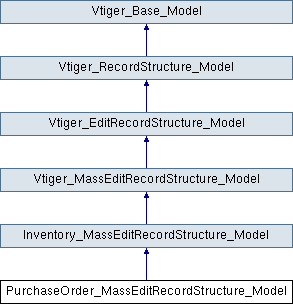 Vtiger_Base_Model
Vtiger_RecordStructure_Model
Vtiger_EditRecordStructure_Model
Vtiger_MassEditRecordStructure_Model
Inventory_MassEditRecordStructure_Model
PurchaseOrder_MassEditRecordStructure_Model